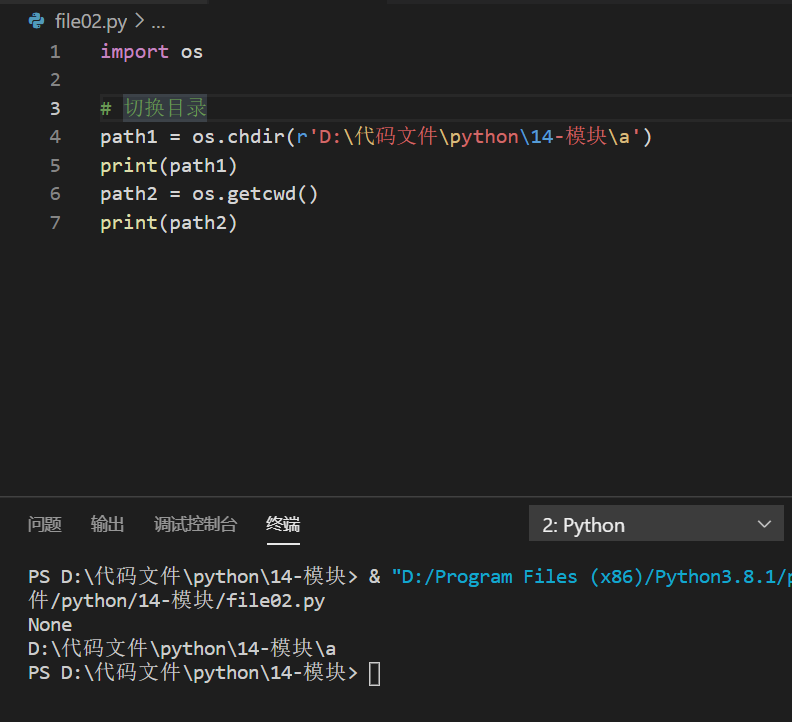 file02.py > ...
1 import os
2
3 # 切换目录
4 path1 = os.chdir(r'D:\代码文件\python\14-模块\a')
5 print(path1)
6 path2 = os.getcwd()
7 print(path2)
问题 输出 调试控制台 终端 2: Python
PS D:\代码文件\python\14-模块> & "D:/Program Files (x86)/Python3.8.1/p
件/python/14-模块/file02.py
None
D:\代码文件\python\14-模块\a
PS D:\代码文件\python\14-模块>